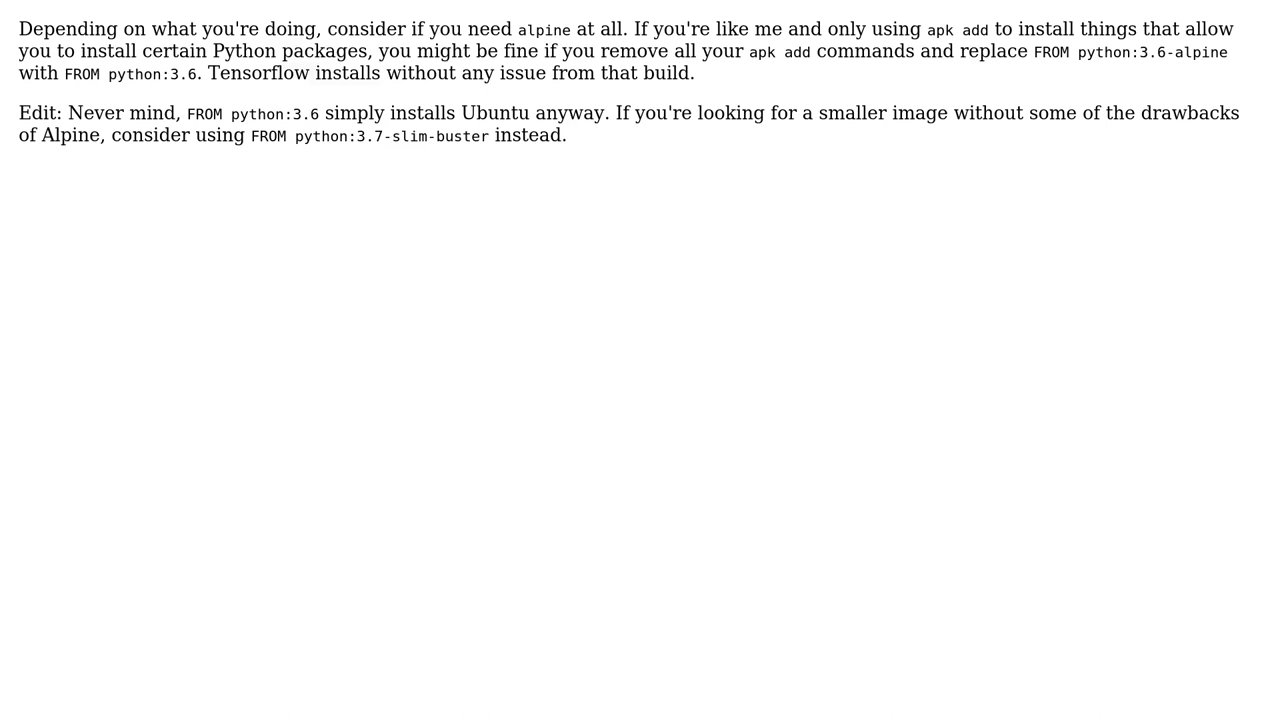 Depending on what you're doing, consider if you need alpine at all. If you're like me and only using apk add to install things that allow
you to install certain Python packages, you might be fine if you remove all your apk add commands and replace FROM python:3.6-alpine
with FROM python:3.6. Tensorflow installs without any issue from that build.
Edit: Never mind, FROM python:3.6 simply installs Ubuntu anyway. If you're looking for a smaller image without some of the drawbacks
of Alpine, consider using FROM python:3.7-slim-buster instead.